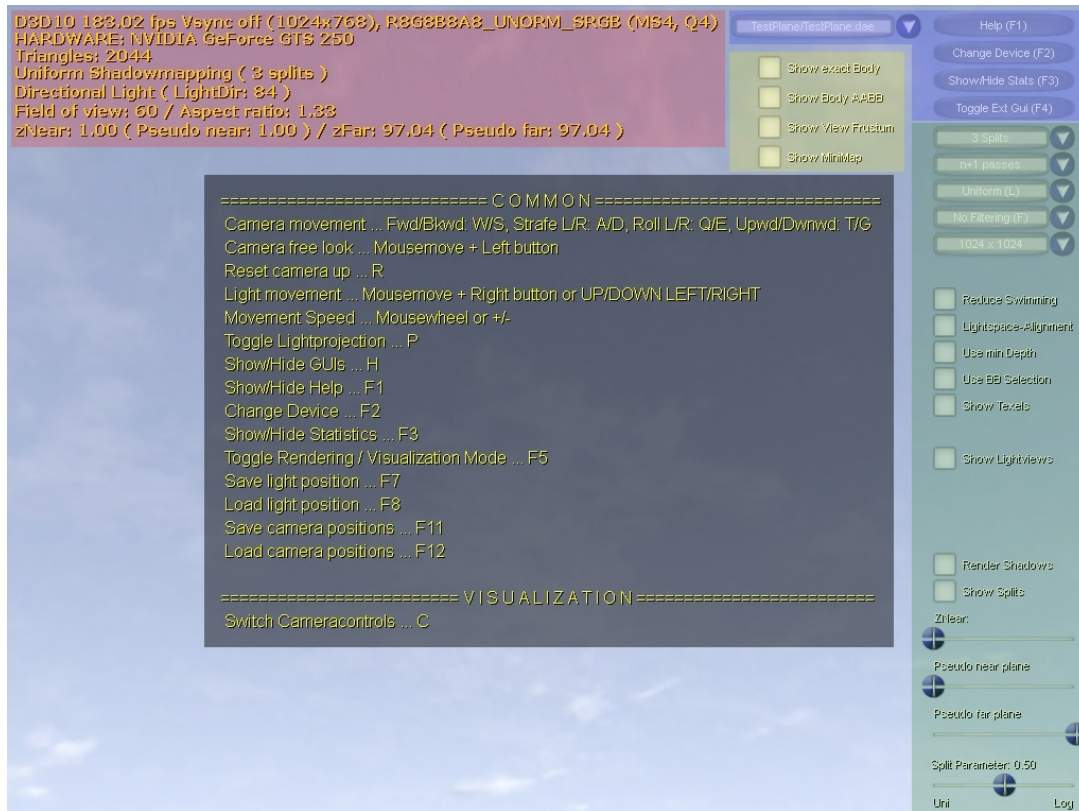 D3D10 183.02 fps Vsync off (1024x768), R8G8B8A8_UNORM_SRGB (MS4, Q4)
HARDWARE: NVIDIA GeForce GTS 250
Triangles: 2044
Uniform Shadowmapping ( 3 splits )
Directional Light ( LightDir: 84 )
Field of view: 60 / Aspect ratio: 1.33
zNear: 1.00 ( Pseudo near: 1.00 ) / zFar: 97.04 ( Pseudo far: 97.04 )
TestPlane/TestPlane.dae
Show exact Body
Show Body AABB
Show View Frustum
Show MiniMap
Help (F1)
Change Device (F2)
Show/Hide Stats (F3)
Toggle Ext Gui (F4)
3 Splits
n+1 passes
Uniform (L)
No Filtering (F)
1024 x 1024
Reduce Swimming
Lightspace-Alignment
Use min Depth
Use BB Selection
Show Texels
Show Lightviews
Render Shadows
Show Splits
ZNear:
Pseudo near plane
Pseudo far plane
Split Parameter: 0.50
Uni Log
============================ C O M M O N ==============================
Camera movement ... Fwd/Bkwd: W/S, Strafe L/R: A/D, Roll L/R: Q/E, Upwd/Dwnwd: T/G
Camera free look ... Mousemove + Left button
Reset camera up ... R
Light movement ... Mousemove + Right button or UP/DOWN LEFT/RIGHT
Movement Speed ... Mousewheel or +/-
Toggle Lightprojection ... P
Show/Hide GUIs ... H
Show/Hide Help ... F1
Change Device ... F2
Show/Hide Statistics ... F3
Toggle Rendering / Visualization Mode ... F5
Save light position ... F7
Load light position ... F8
Save camera positions ... F11
Load camera positions ... F12
========================= V I S U A L I Z A T I O N =========================
Switch Cameracontrols ... C